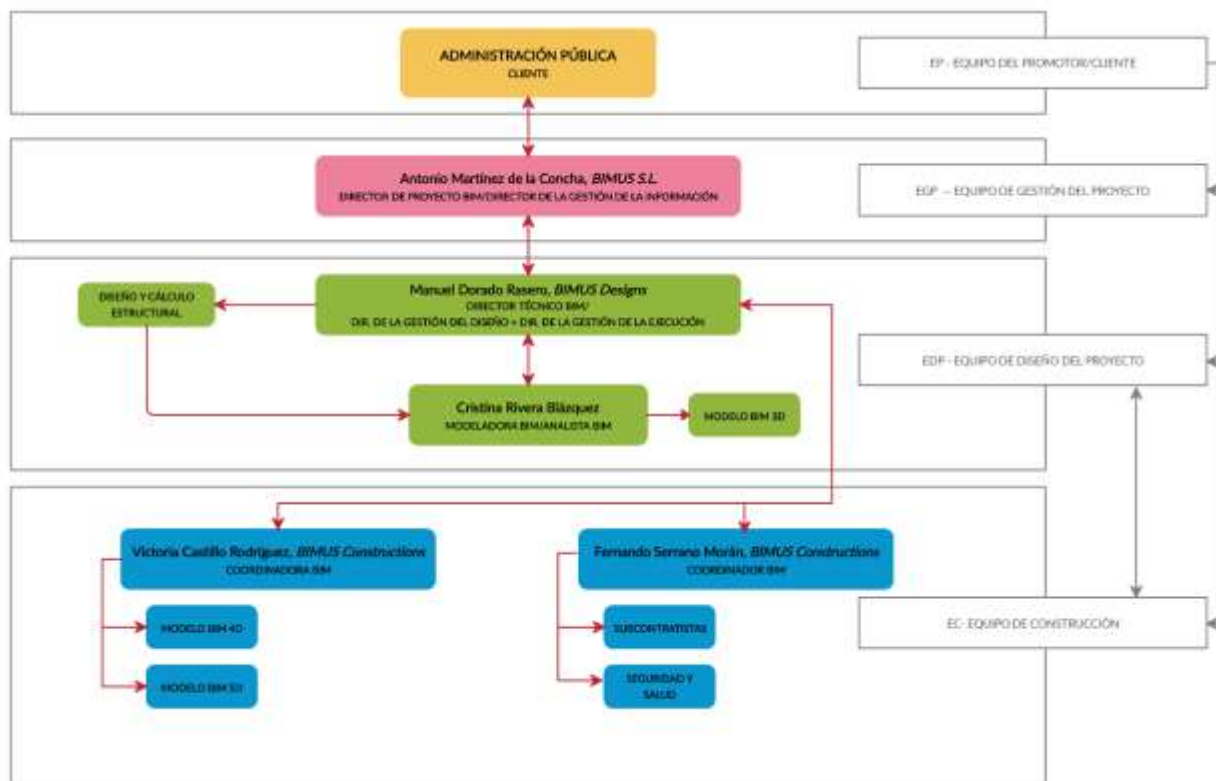 ADMINISTRACIÓN PÚBLICA
CLIENTE
EP - EQUIPO DEL PROMOTOR/CLIENTE
Antonio Martínez de la Concha, BIMUS S.L.
DIRECTOR DE PROYECTO BIM/DIRECTOR DE LA GESTIÓN DE LA INFORMACIÓN
EGP – EQUIPO DE GESTIÓN DEL PROYECTO
DISEÑO Y CÁLCULO
ESTRUCTURAL
Manuel Dorado Rasero, BIMUS Designs
DIRECTOR TÉCNICO BIM/
DIR. DE LA GESTIÓN DEL DISEÑO + DIR. DE LA GESTIÓN DE LA EJECUCIÓN
EDP - EQUIPO DE DISEÑO DEL PROYECTO
Cristina Rivera Blázquez
MODELADORA BIM/ANALISTA BIM
MODELO BIM 3D
Victoria Castillo Rodríguez, BIMUS Constructions
COORDINADORA BIM
Fernando Serrano Morán, BIMUS Constructions
COORDINADOR BIM
MODELO BIM 4D
SUBCONTRATISTAS
EC- EQUIPO DE CONSTRUCCIÓN
MODELO BIM 5D
SEGURIDAD Y
SALUD